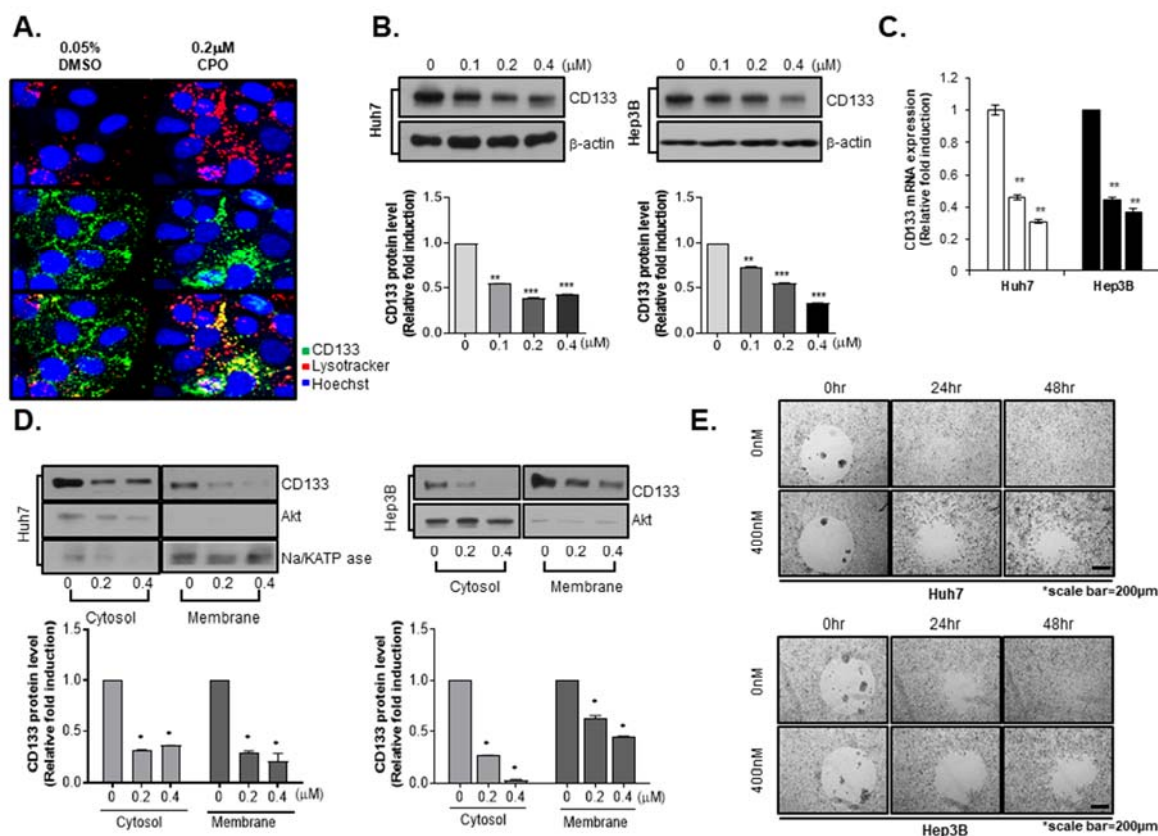 A.
0.05%
DMSO
0.2μM
CPO
CD133
Lysotracker
Hoechst
B.
0 0.1 0.2 0.4 (μM)
Huh7
CD133
β-actin
0 0.1 0.2 0.4 (μM)
Hep3B
CD133
β-actin
CD133 protein level
(Relative fold induction)
1.5
1.0
0.5
0.0
** *** ***
0 0.1 0.2 0.4 (μM)
CD133 protein level
(Relative fold induction)
1.5
1.0
0.5
0.0
** *** ***
0 0.1 0.2 0.4 (μM)
C.
CD133 mRNA expression
(Relative fold induction)
1.2
1
0.8
0.6
0.4
0.2
0
** ** ** **
Huh7 Hep3B
D.
Huh7
CD133
Akt
Na/KATP ase
0 0.2 0.4 0 0.2 0.4
Cytosol Membrane
Hep3B
CD133
Akt
0 0.2 0.4 0 0.2 0.4
Cytosol Membrane
CD133 protein level
(Relative fold induction)
1.5
1.0
0.5
0
* * * *
0 0.2 0.4 0 0.2 0.4 (μM)
Cytosol Membrane
CD133 protein level
(Relative fold induction)
1.5
1.0
0.5
0.0
* * * *
0 0.2 0.4 0 0.2 0.4 (μM)
Cytosol Membrane
E.
0hr 24hr 48hr
0nM
400nM
Huh7
*scale bar=200μm
0hr 24hr 48hr
0nM
400nM
Hep3B
*scale bar=200μm